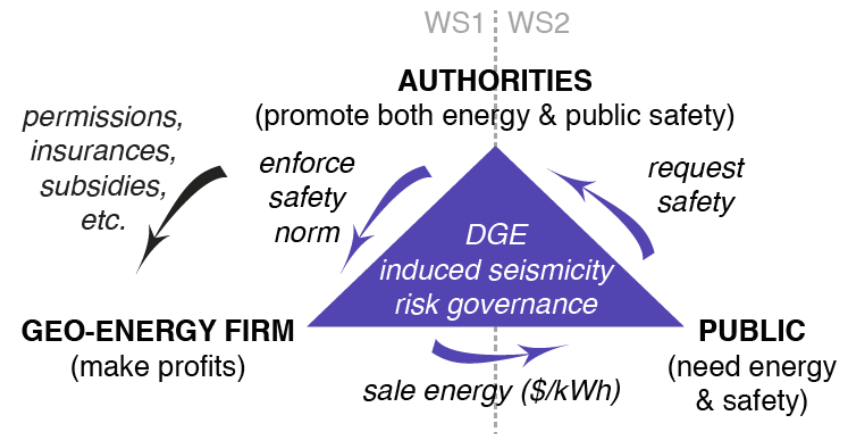 WS1 WS2
AUTHORITIES
(promote both energy & public safety)
permissions,
insurances,
subsidies,
etc.
enforce
safety
norm
request
safety
DGE
induced seismicity
risk governance
GEO-ENERGY FIRM
(make profits)
PUBLIC
(need energy
& safety)
sale energy ($/kWh)